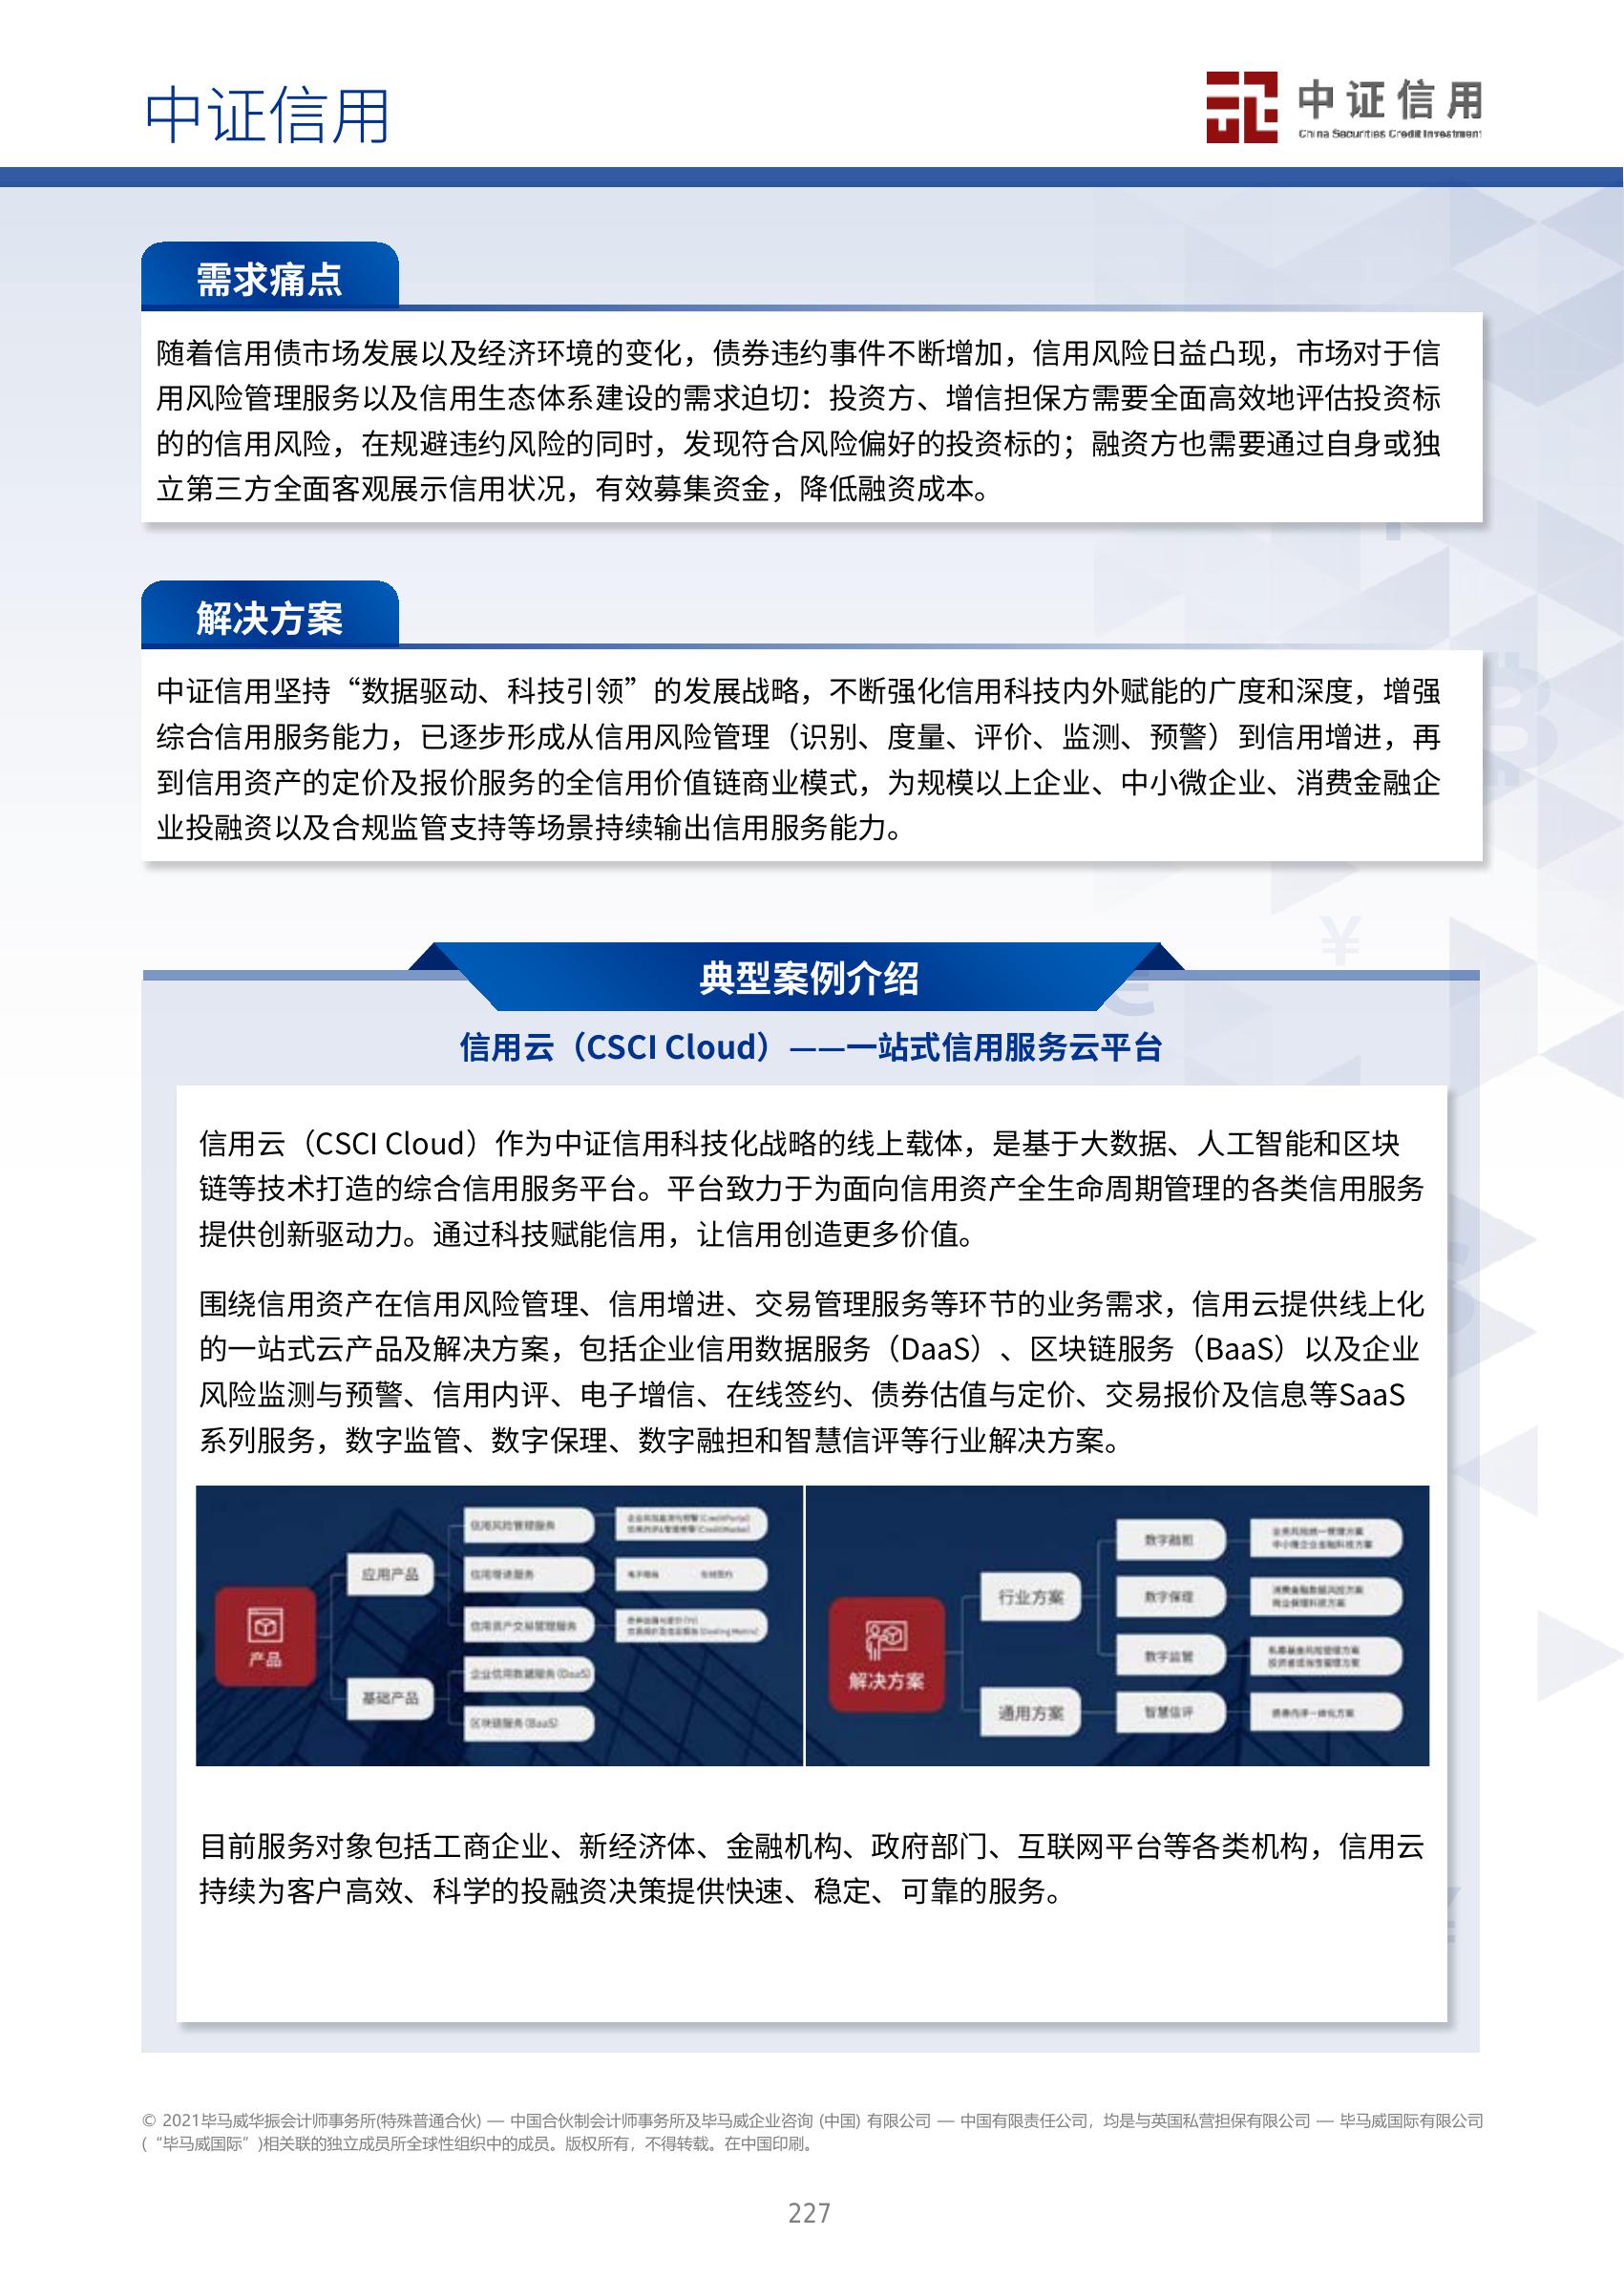 中证信用
中证信用
China Securities Credit Investment
需求痛点
随着信用债市场发展以及经济环境的变化，债券违约事件不断增加，信用风险日益凸现，市场对于信
用风险管理服务以及信用生态体系建设的需求迫切：投资方、增信担保方需要全面高效地评估投资标
的的信用风险，在规避违约风险的同时，发现符合风险偏好的投资标的；融资方也需要通过自身或独
立第三方全面客观展示信用状况，有效募集资金，降低融资成本。
解决方案
中证信用坚持“数据驱动、科技引领”的发展战略，不断强化信用科技内外赋能的广度和深度，增强
综合信用服务能力，已逐步形成从信用风险管理（识别、度量、评价、监测、预警）到信用增进，再
到信用资产的定价及报价服务的全信用价值链商业模式，为规模以上企业、中小微企业、消费金融企
业投融资以及合规监管支持等场景持续输出信用服务能力。
典型案例介绍
信用云（CSCI Cloud）——一站式信用服务云平台
信用云（CSCI Cloud）作为中证信用科技化战略的线上载体，是基于大数据、人工智能和区块
链等技术打造的综合信用服务平台。平台致力于为面向信用资产全生命周期管理的各类信用服务
提供创新驱动力。通过科技赋能信用，让信用创造更多价值。
围绕信用资产在信用风险管理、信用增进、交易管理服务等环节的业务需求，信用云提供线上化
的一站式云产品及解决方案，包括企业信用数据服务（DaaS）、区块链服务（BaaS）以及企业
风险监测与预警、信用内评、电子增信、在线签约、债券估值与定价、交易报价及信息等SaaS
系列服务，数字监管、数字保理、数字融担和智慧信评等行业解决方案。
产品
应用产品
信用风险管理服务
信用增进服务
信用资产交易管理服务
基础产品
企业信用数据服务 (DaaS)
区块链服务 (BaaS)
解决方案
行业方案
数字融担
数字保理
数字监管
通用方案
智慧信评
目前服务对象包括工商企业、新经济体、金融机构、政府部门、互联网平台等各类机构，信用云
持续为客户高效、科学的投融资决策提供快速、稳定、可靠的服务。
© 2021毕马威华振会计师事务所(特殊普通合伙) — 中国合伙制会计师事务所及毕马威企业咨询 (中国) 有限公司 — 中国有限责任公司，均是与英国私营担保有限公司 — 毕马威国际有限公司
(“毕马威国际”)相关联的独立成员所全球性组织中的成员。版权所有，不得转载。在中国印刷。
227